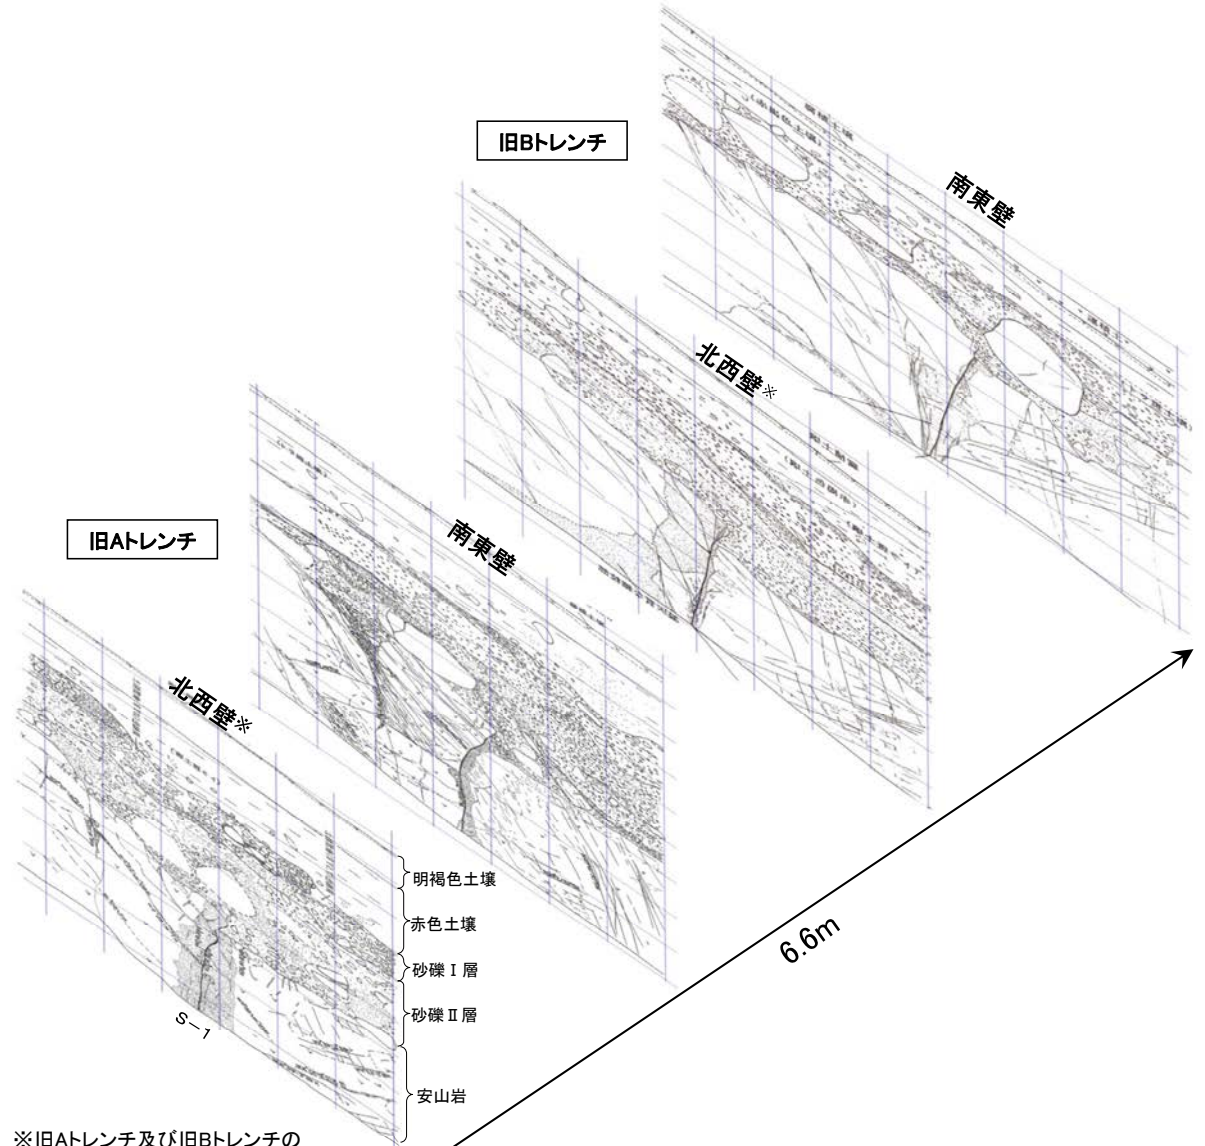 旧Bトレンチ
南東壁
北西壁※
旧Aトレンチ
南東壁
北西壁※
明褐色土壌
赤色土壌
砂礫Ⅰ層
砂礫Ⅱ層
安山岩
S-1
6.6m
※旧Aトレンチ及び旧Bトレンチの